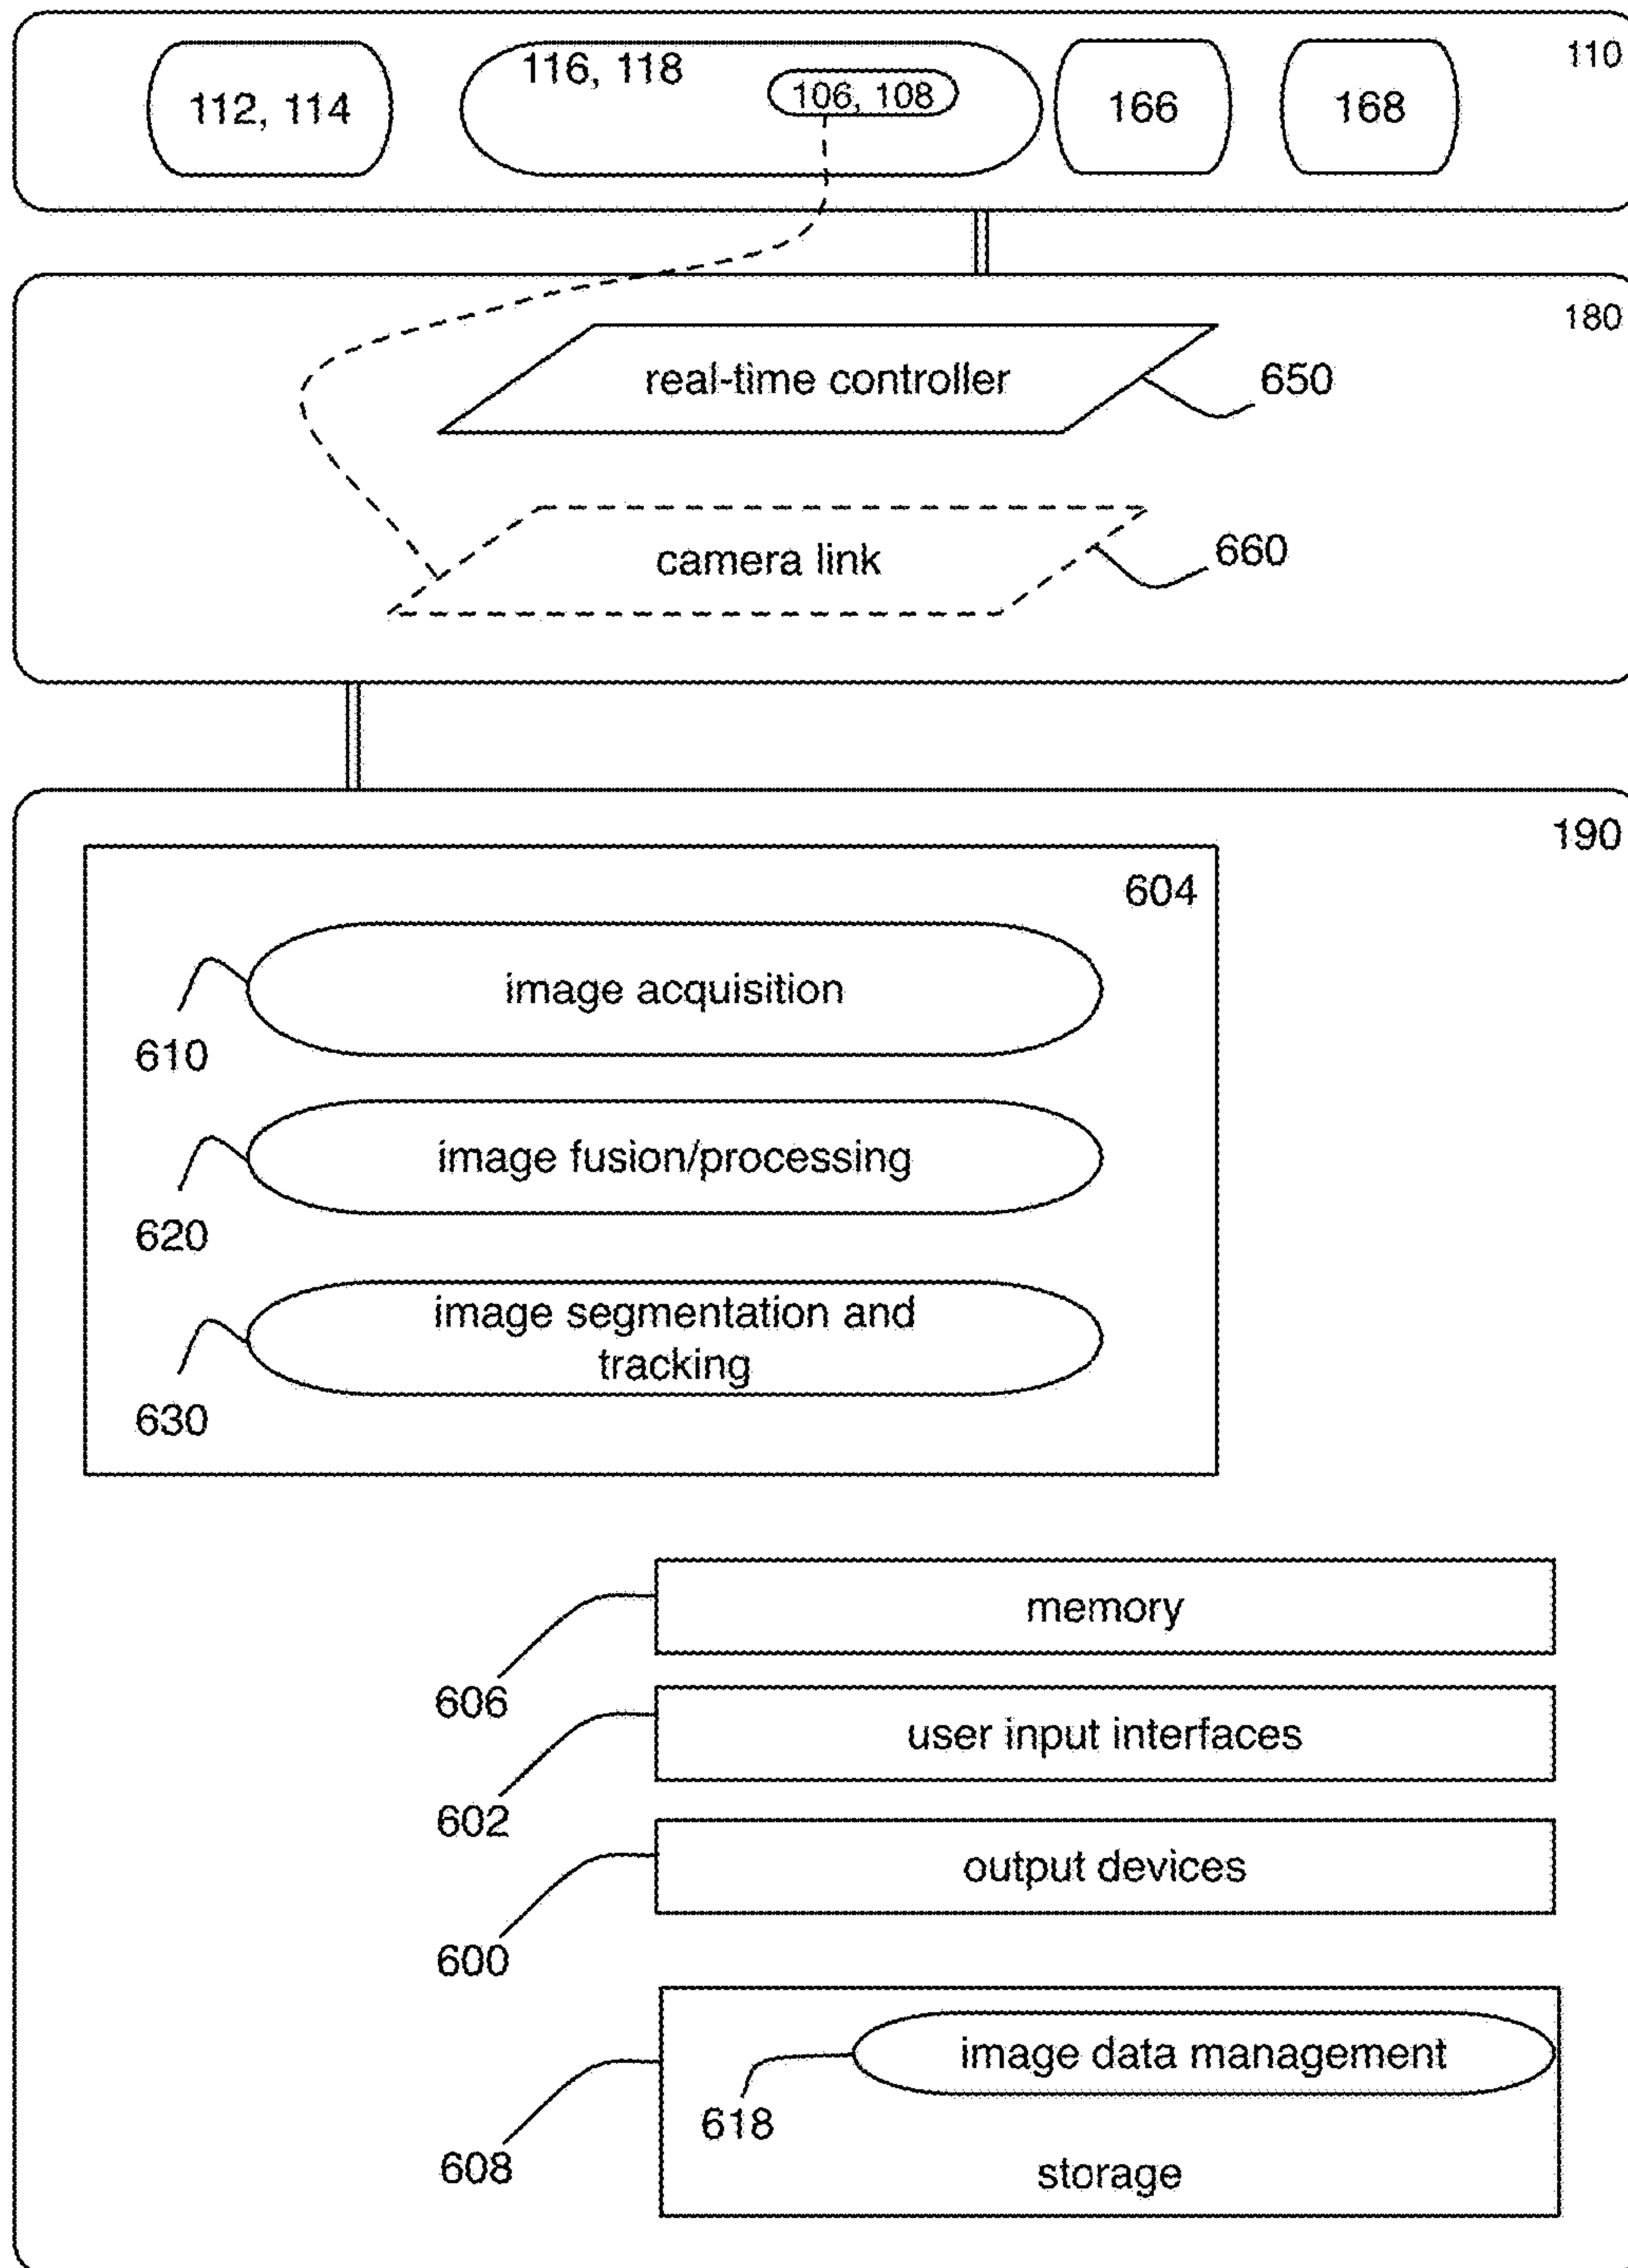 110
112, 114
116, 118
106, 108
166
168
180
real-time controller
650
camera link
660
190
604
image acquisition
610
image fusion/processing
620
image segmentation and
tracking
630
memory
606
user input interfaces
602
output devices
600
image data management
618
608
storage